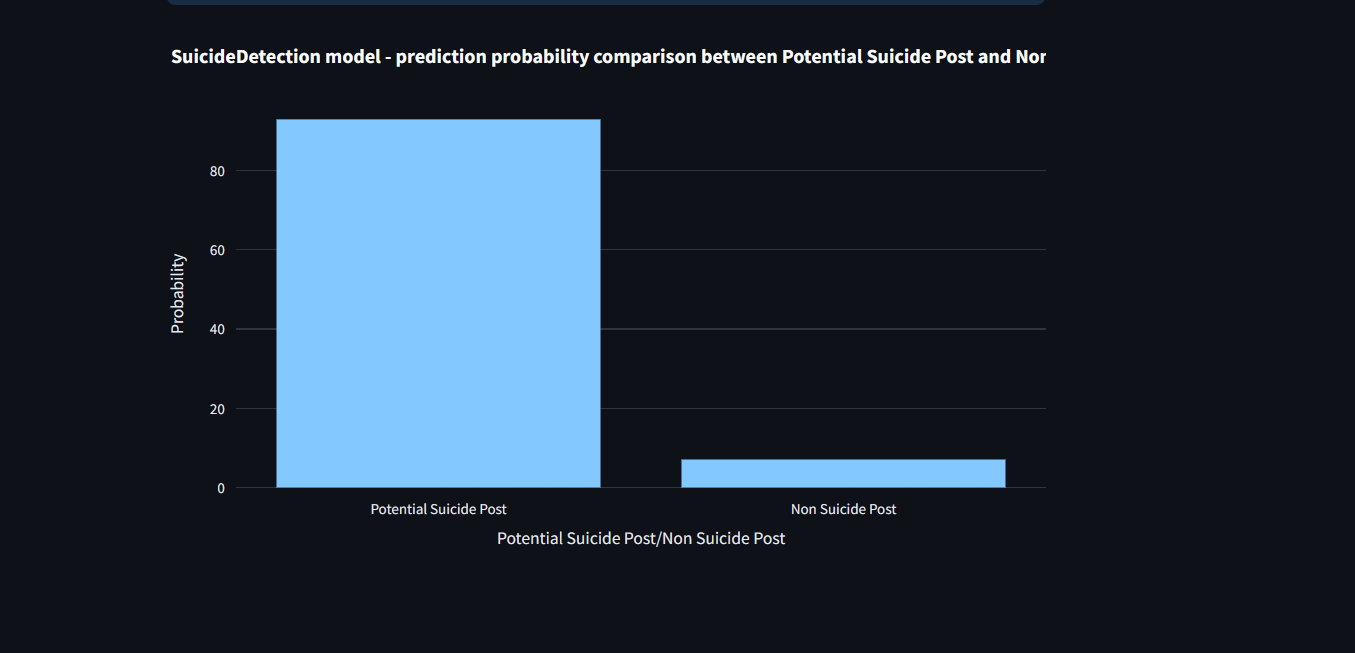 SuicideDetection model - prediction probability comparison between Potential Suicide Post and Nor
80
60
40
20
0
Probability
Potential Suicide Post
Non Suicide Post
Potential Suicide Post/Non Suicide Post